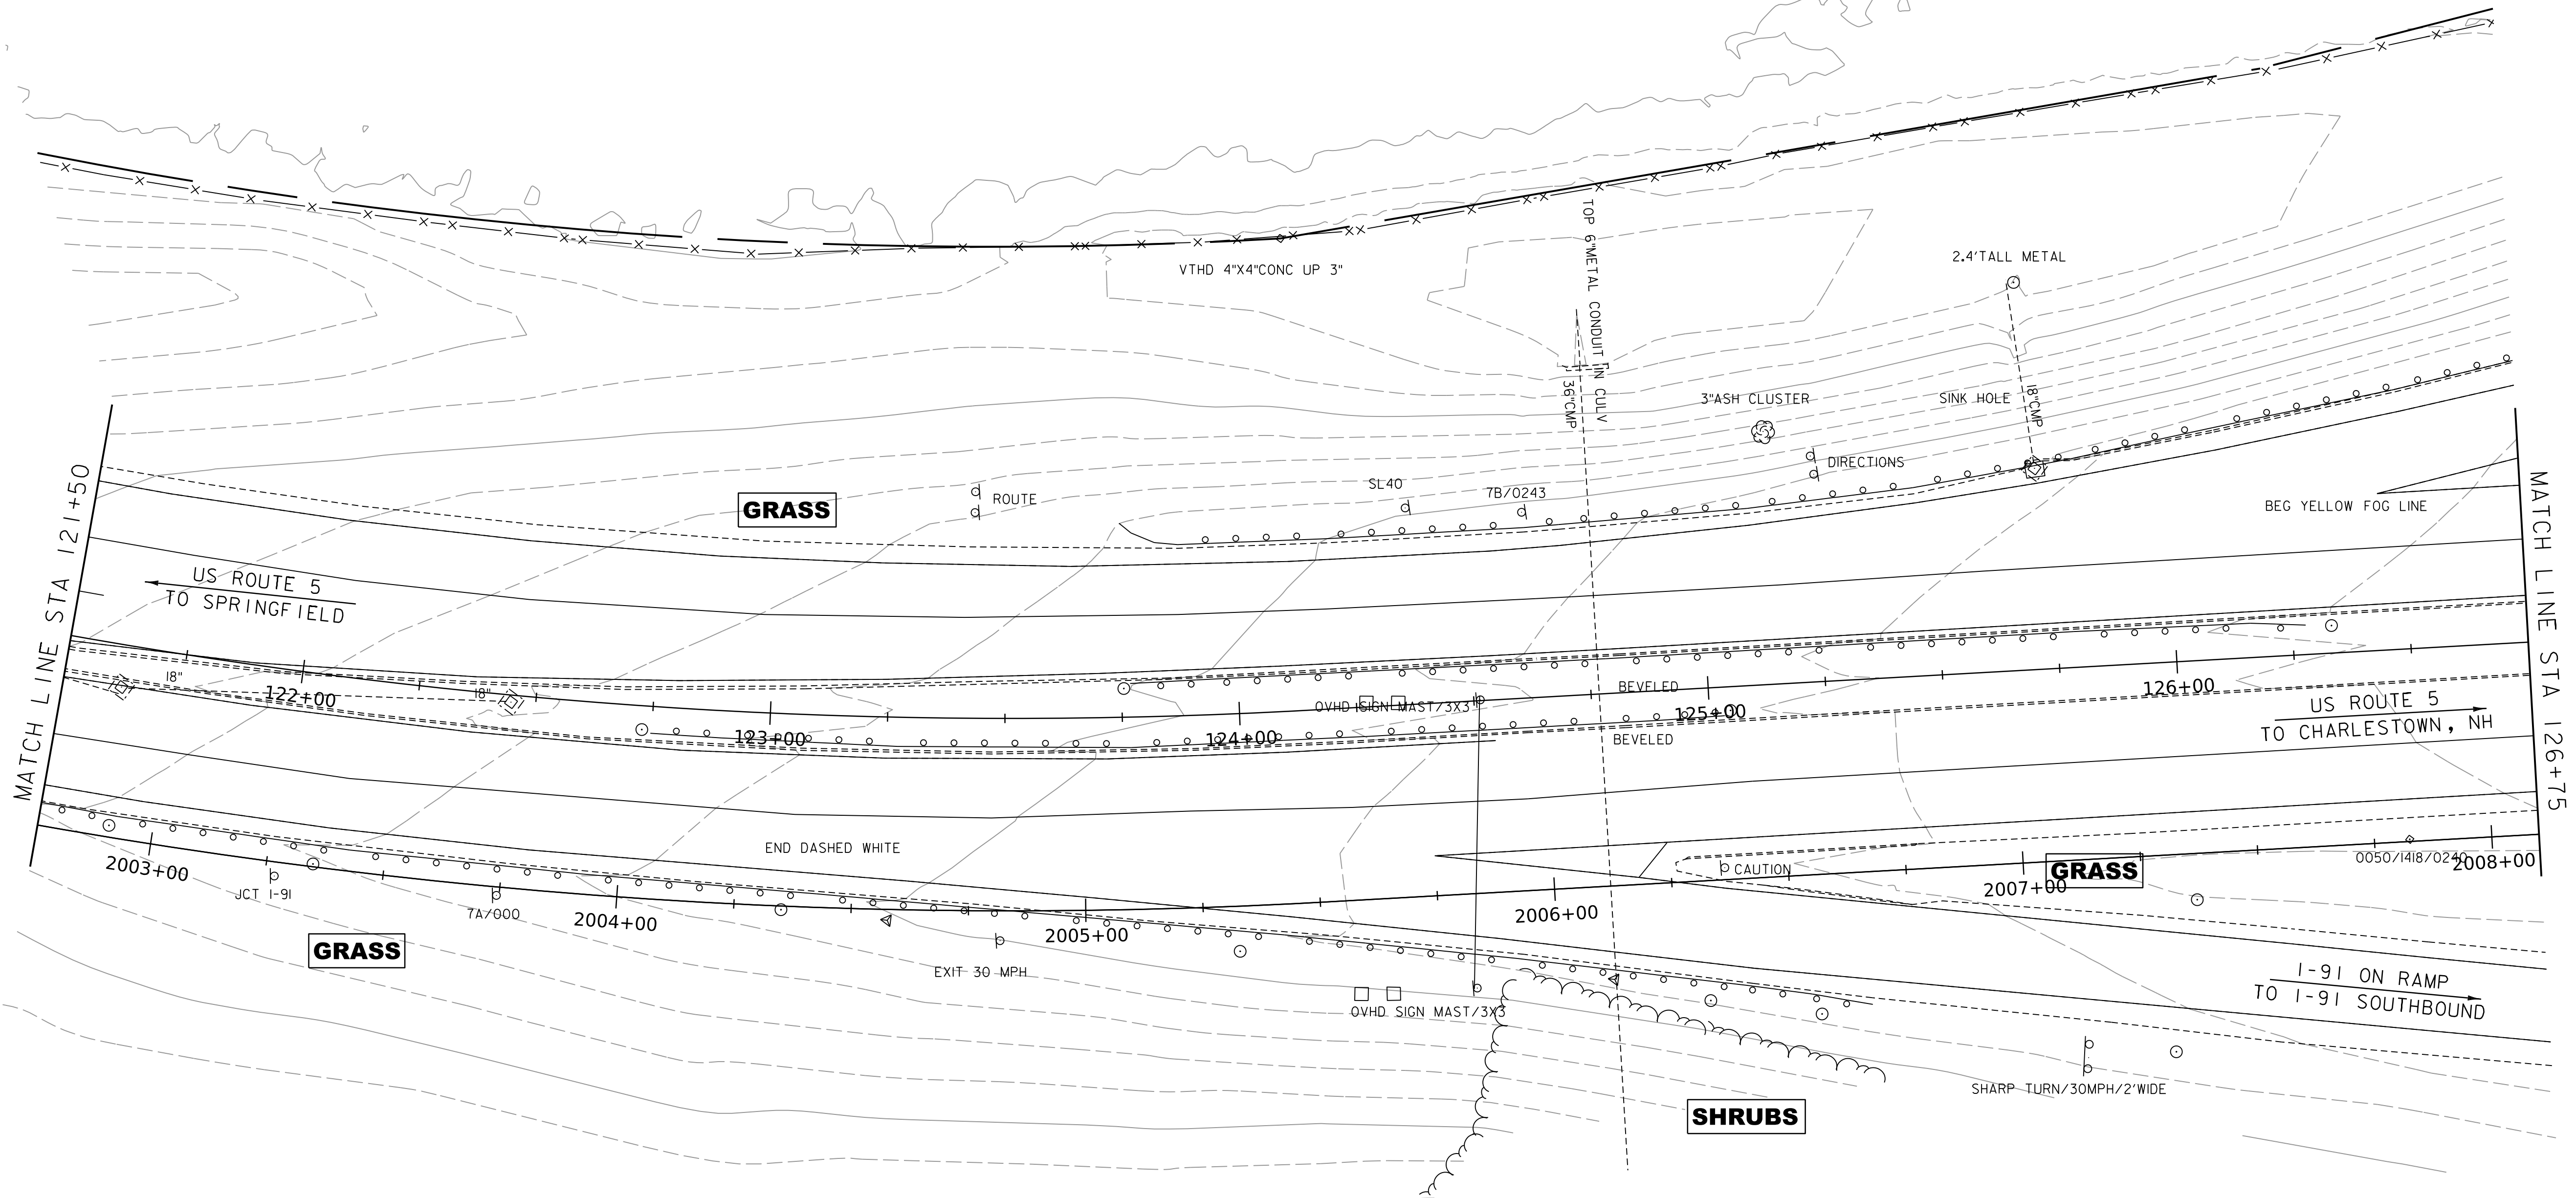 VTHD 4"X4"CONC UP 3"
TOP 6"METAL CONDUIT IN CULV
36"CMP
2.4'TALL METAL
3"ASH CLUSTER
SINK HOLE
18"CMP
DIRECTIONS
ROUTE
SL40
7B/0243
GRASS
BEG YELLOW FOG LINE
MATCH LINE STA 121+50
MATCH LINE STA 126+75
US ROUTE 5
TO SPRINGFIELD
18"
18"
122+00
123+00
124+00
125+00
126+00
OVHD SIGN MAST/3X3
BEVELED
BEVELED
US ROUTE 5
TO CHARLESTOWN, NH
END DASHED WHITE
CAUTION
GRASS
0050/1418/0240
2003+00
2004+00
2005+00
2006+00
2007+00
2008+00
JCT I-91
7A/000
GRASS
EXIT 30 MPH
OVHD SIGN MAST/3X3
I-91 ON RAMP
TO I-91 SOUTHBOUND
SHARP TURN/30MPH/2'WIDE
SHRUBS